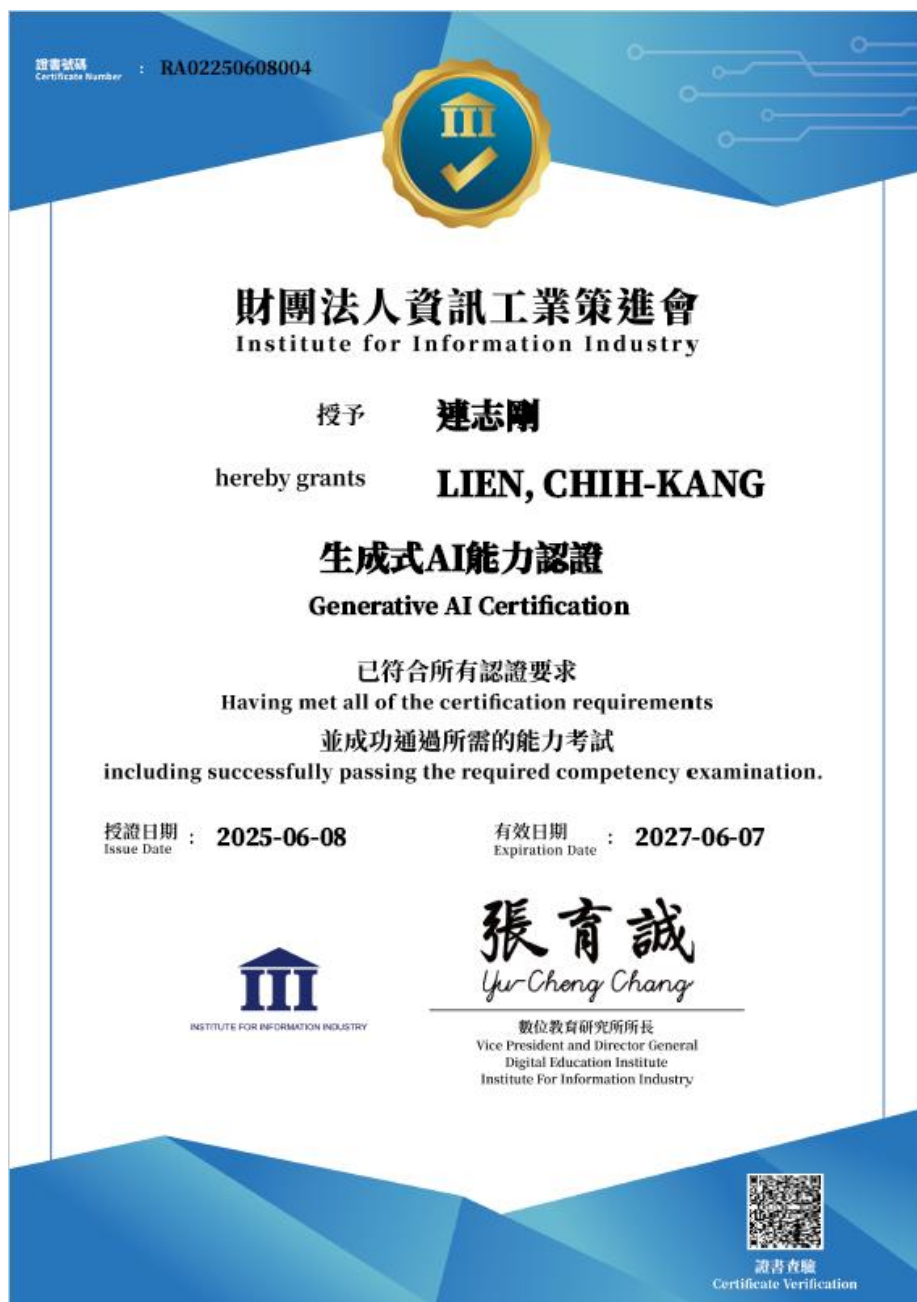 證書號碼 : RA02250608004
Certificate Number
財團法人資訊工業策進會
Institute for Information Industry
授予 連志剛
hereby grants LIEN, CHIH-KANG
生成式AI能力認證
Generative AI Certification
已符合所有認證要求
Having met all of the certification requirements
並成功通過所需的能力考試
including successfully passing the required competency examination.
授證日期 : 2025-06-08
Issue Date
有效日期 : 2027-06-07
Expiration Date
張育誠
Yu-Cheng Chang
INSTITUTE FOR INFORMATION INDUSTRY
數位教育研究所所長
Vice President and Director General
Digital Education Institute
Institute For Information Industry
證書查驗
Certificate Verification